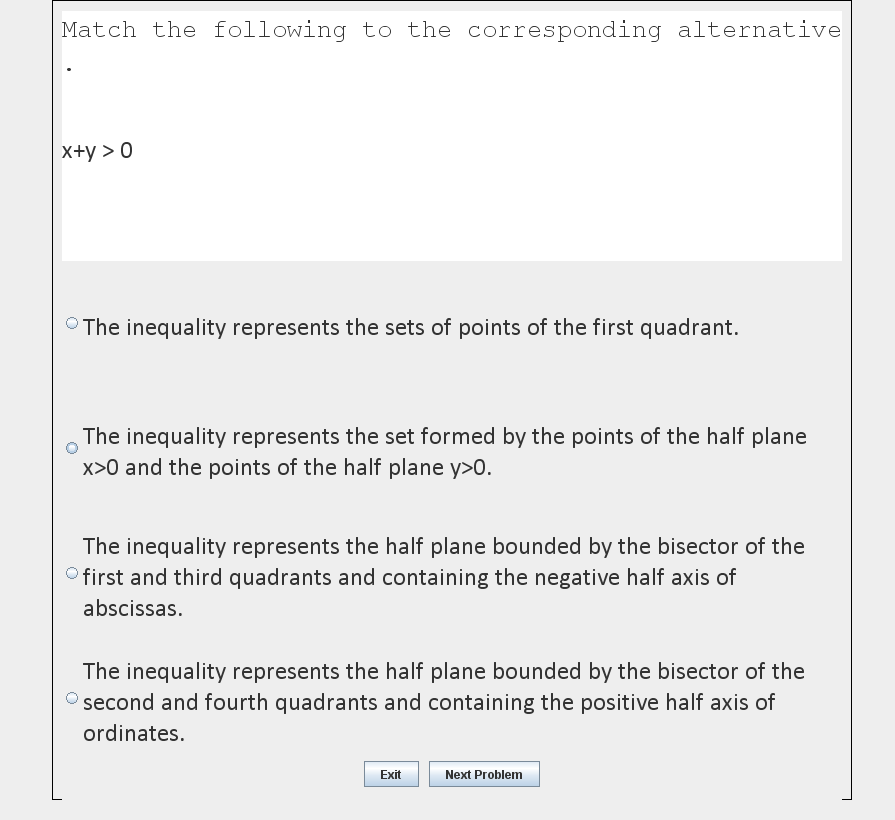 Match the following to the corresponding alternative
.
x+y > 0
The inequality represents the sets of points of the first quadrant.
The inequality represents the set formed by the points of the half plane
x>0 and the points of the half plane y>0.
The inequality represents the half plane bounded by the bisector of the
first and third quadrants and containing the negative half axis of
abscissas.
The inequality represents the half plane bounded by the bisector of the
second and fourth quadrants and containing the positive half axis of
ordinates.
Exit Next Problem